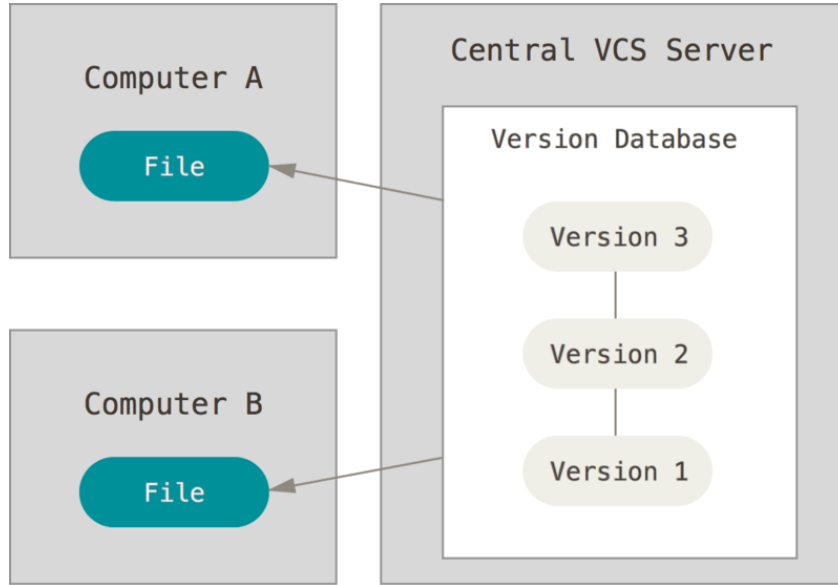 Computer A
File
Computer B
File
Central VCS Server
Version Database
Version 3
Version 2
Version 1